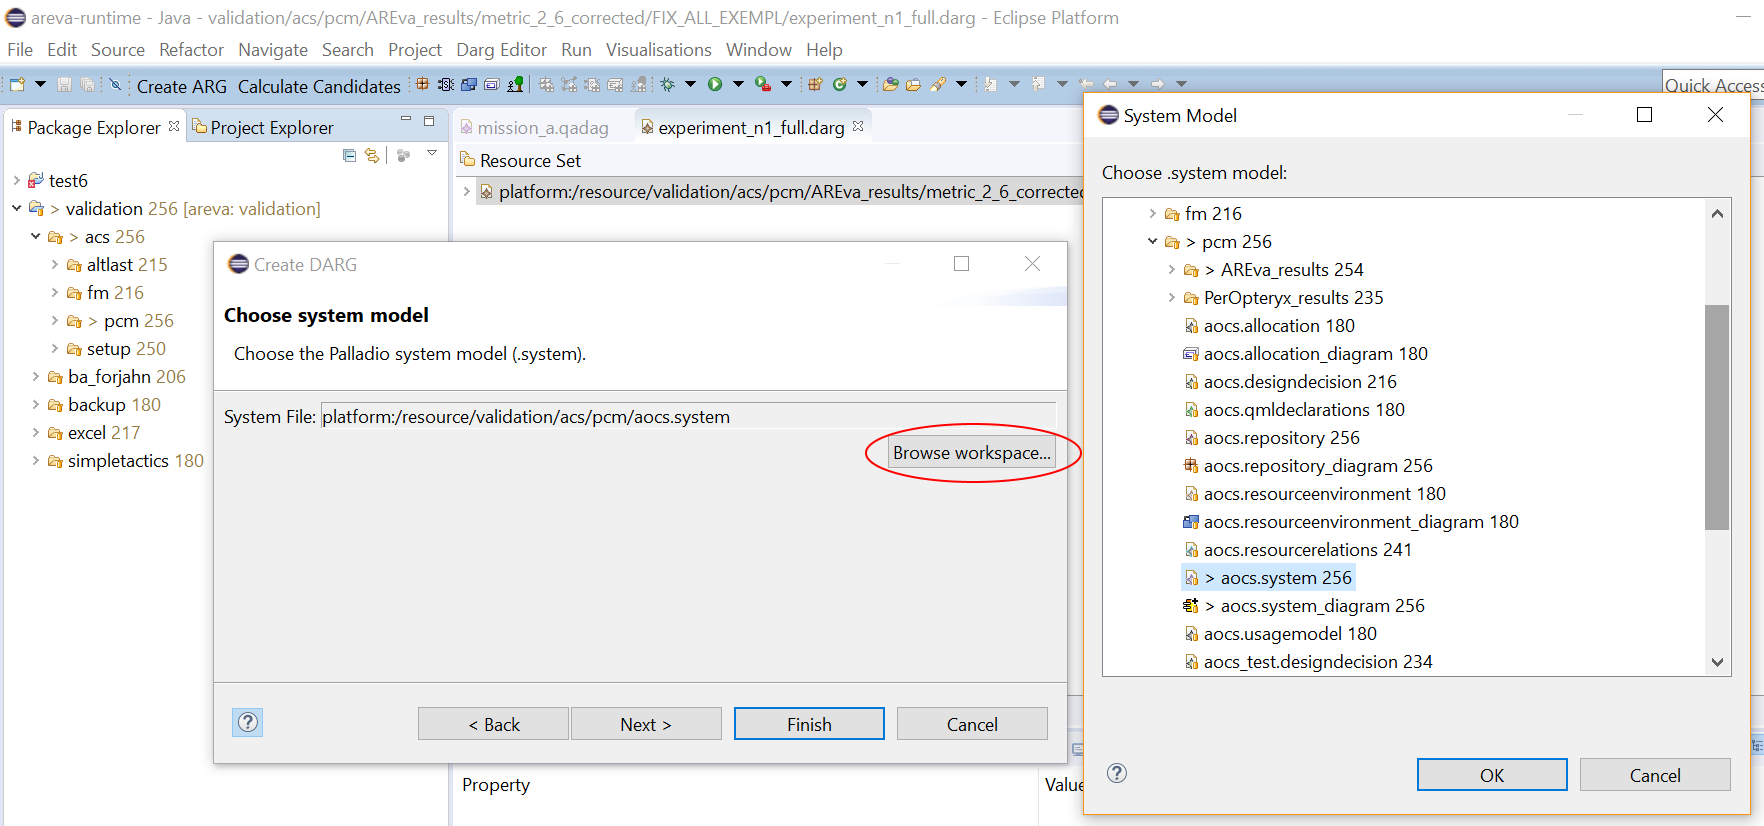 areva-runtime - Java - validation/acs/pcm/AREva_results/metric_2_6_corrected/FIX_ALL_EXEMPL/experiment_n1_full.darg - Eclipse Platform
File Edit Source Refactor Navigate Search Project Darg Editor Run Visualisations Window Help
Create ARG Calculate Candidates
Quick Access
Package Explorer
Project Explorer
test6
> validation 256 [areva: validation]
> acs 256
altlast 215
fm 216
> pcm 256
setup 250
ba_forjahn 206
backup 180
excel 217
simpletactics 180
mission_a.qadag
experiment_n1_full.darg
Resource Set
platform:/resource/validation/acs/pcm/AREva_results/metric_2_6_corrected
Create DARG
Choose system model
Choose the Palladio system model (.system).
System File: platform:/resource/validation/acs/pcm/aocs.system
Browse workspace...
< Back
Next >
Finish
Cancel
Property
Value
System Model
Choose .system model:
fm 216
> pcm 256
> AREva_results 254
PerOpteryx_results 235
aocs.allocation 180
aocs.allocation_diagram 180
aocs.designdecision 216
aocs.qmldeclarations 180
aocs.repository 256
aocs.repository_diagram 256
aocs.resourceenvironment 180
aocs.resourceenvironment_diagram 180
aocs.resourcerelations 241
> aocs.system 256
> aocs.system_diagram 256
aocs.usagemodel 180
aocs_test.designdecision 234
OK
Cancel